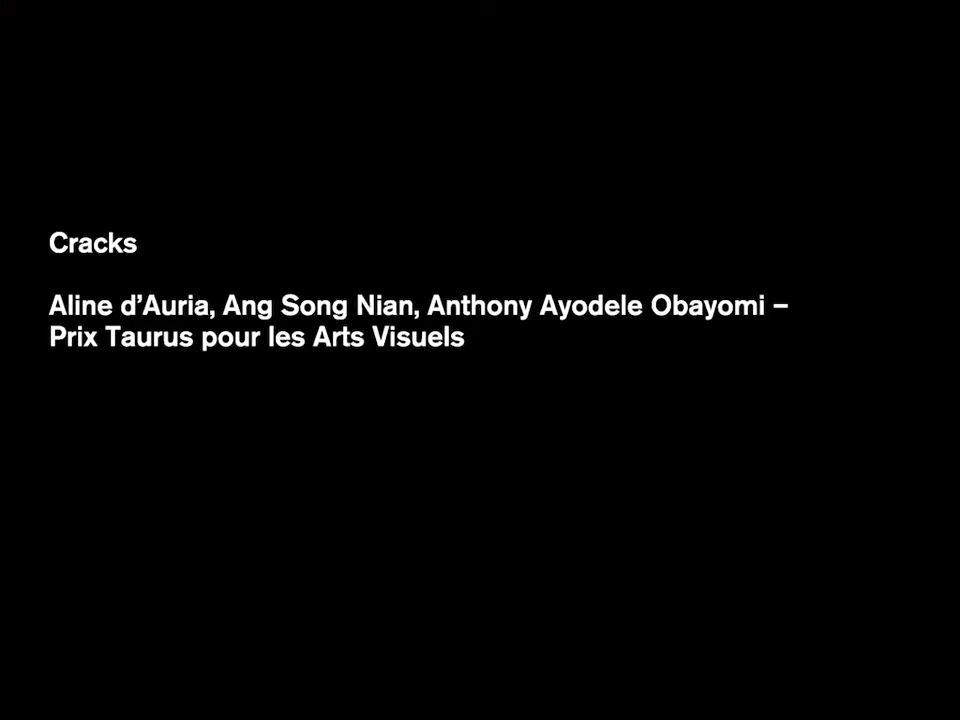 Cracks
Aline d’Auria, Ang Song Nian, Anthony Ayodele Obayomi –
Prix Taurus pour les Arts Visuels